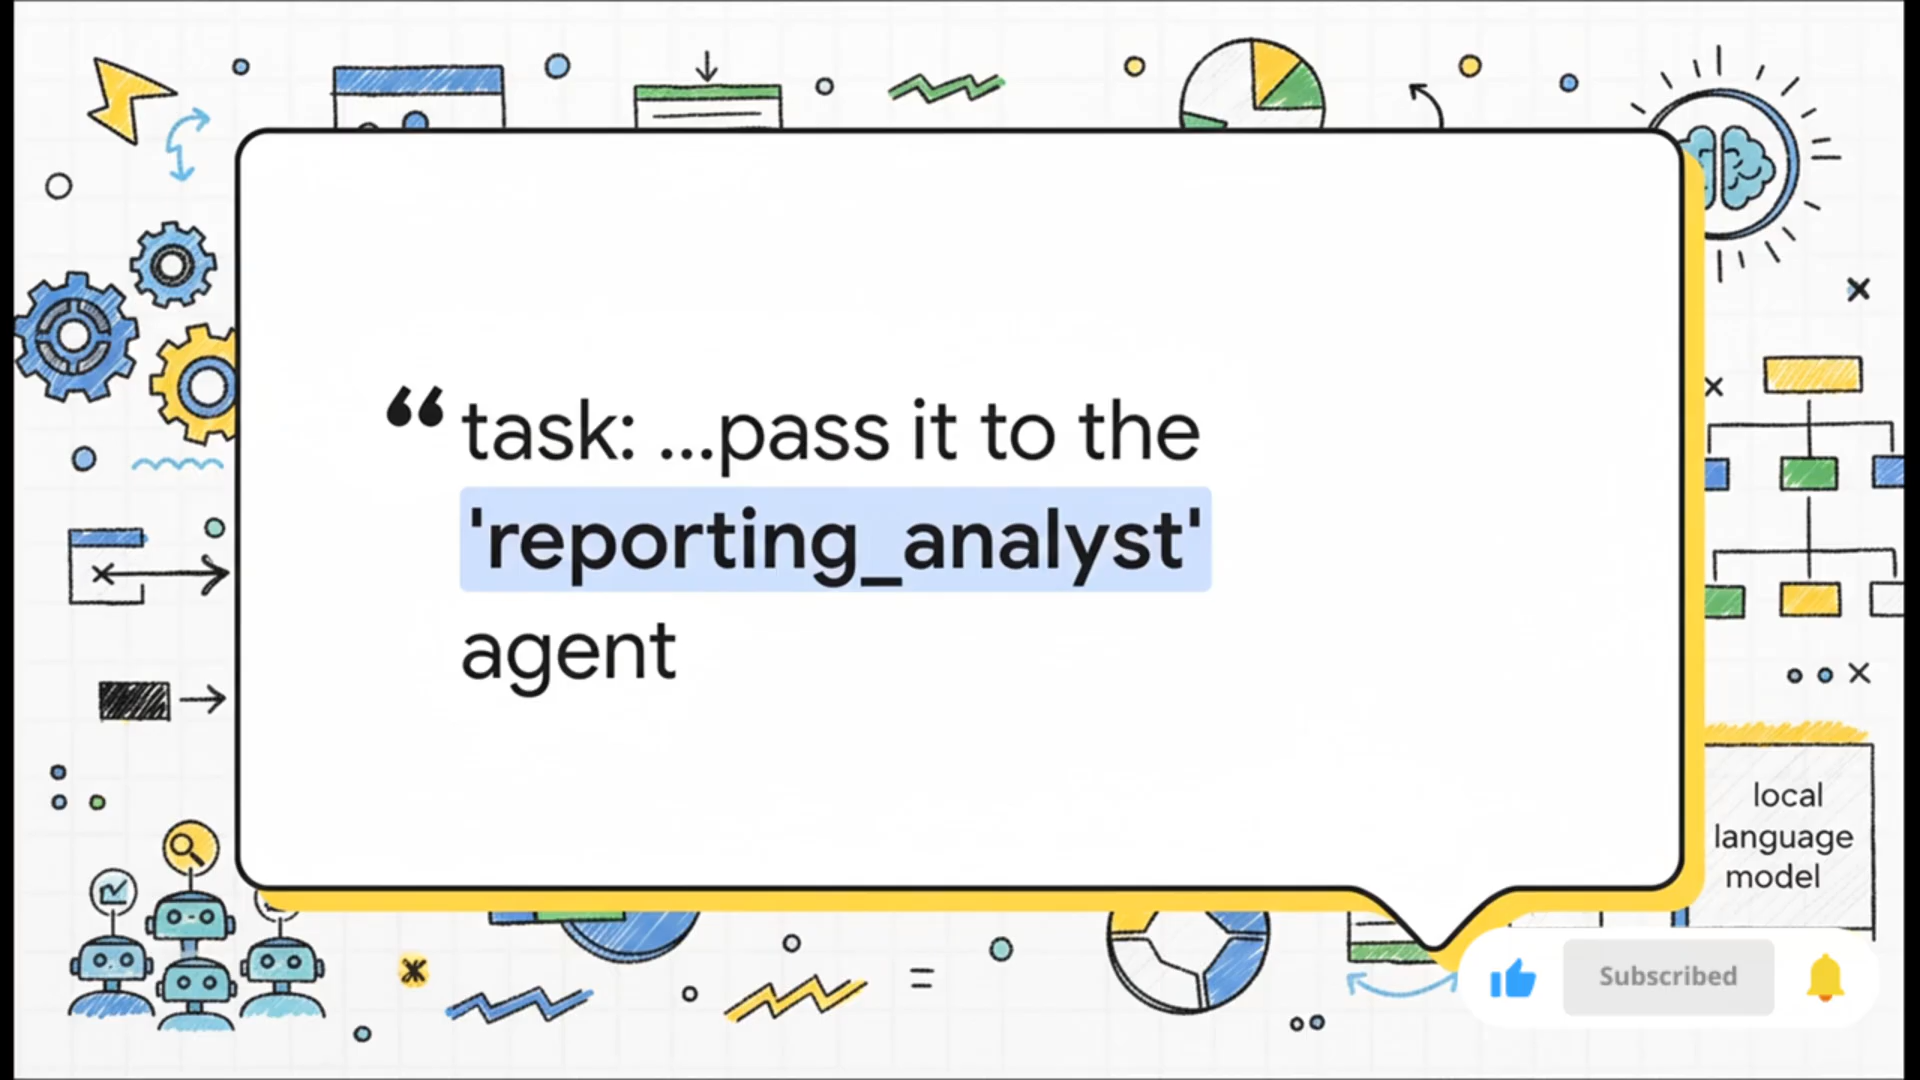 “task: ...pass it to the
'reporting_analyst'
agent
local
language
model
Subscribed